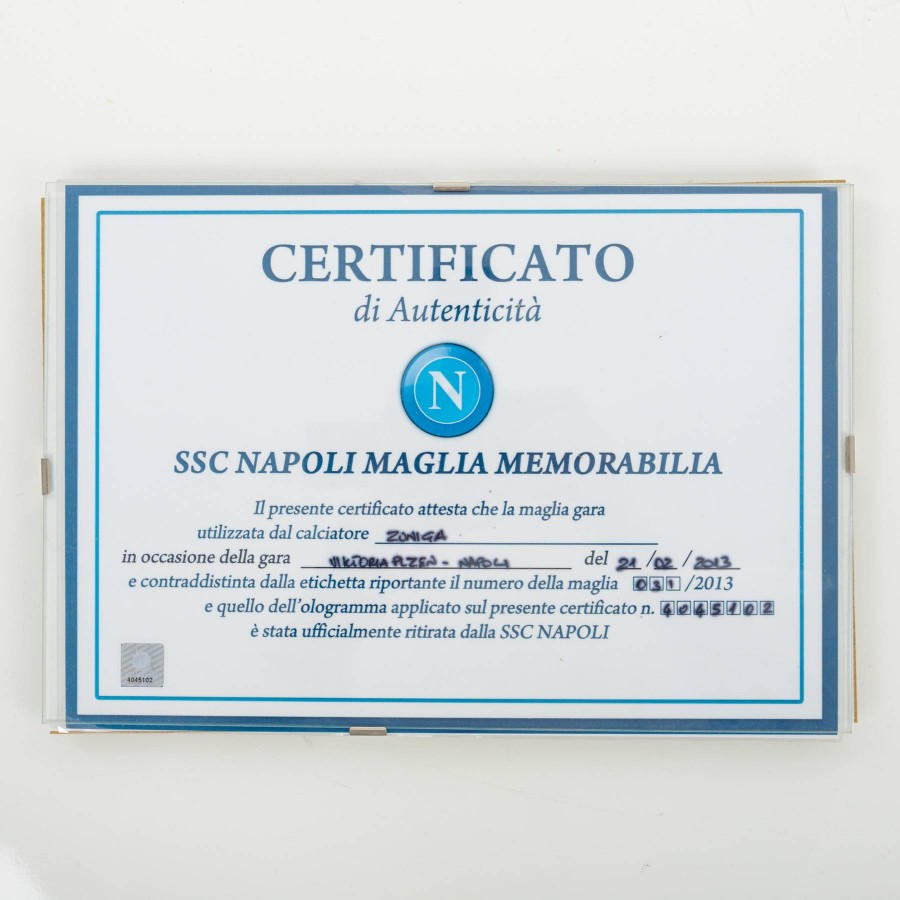 CERTIFICATO
di Autenticità
N
SSC NAPOLI MAGLIA MEMORABILIA
Il presente certificato attesta che la maglia gara
utilizzata dal calciatore ZUNIGA
in occasione della gara VIKTORIA PLZEN - NAPOLI del 21/02/2013
e contraddistinta dalla etichetta riportante il numero della maglia 031/2013
e quello dell'ologramma applicato sul presente certificato n. 4045102
è stata ufficialmente ritirata dalla SSC NAPOLI
4045102